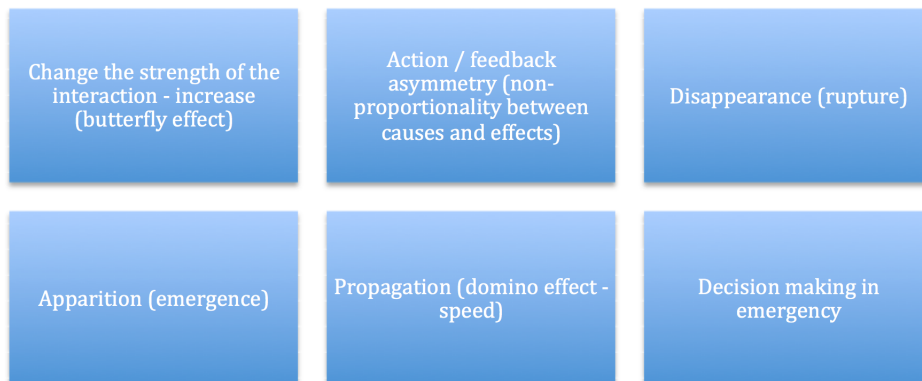 Change the strength of the
interaction - increase
(butterfly effect)
Action / feedback
asymmetry (non-
proportionality between
causes and effects)
Disappearance (rupture)
Apparition (emergence)
Propagation (domino effect -
speed)
Decision making in
emergency